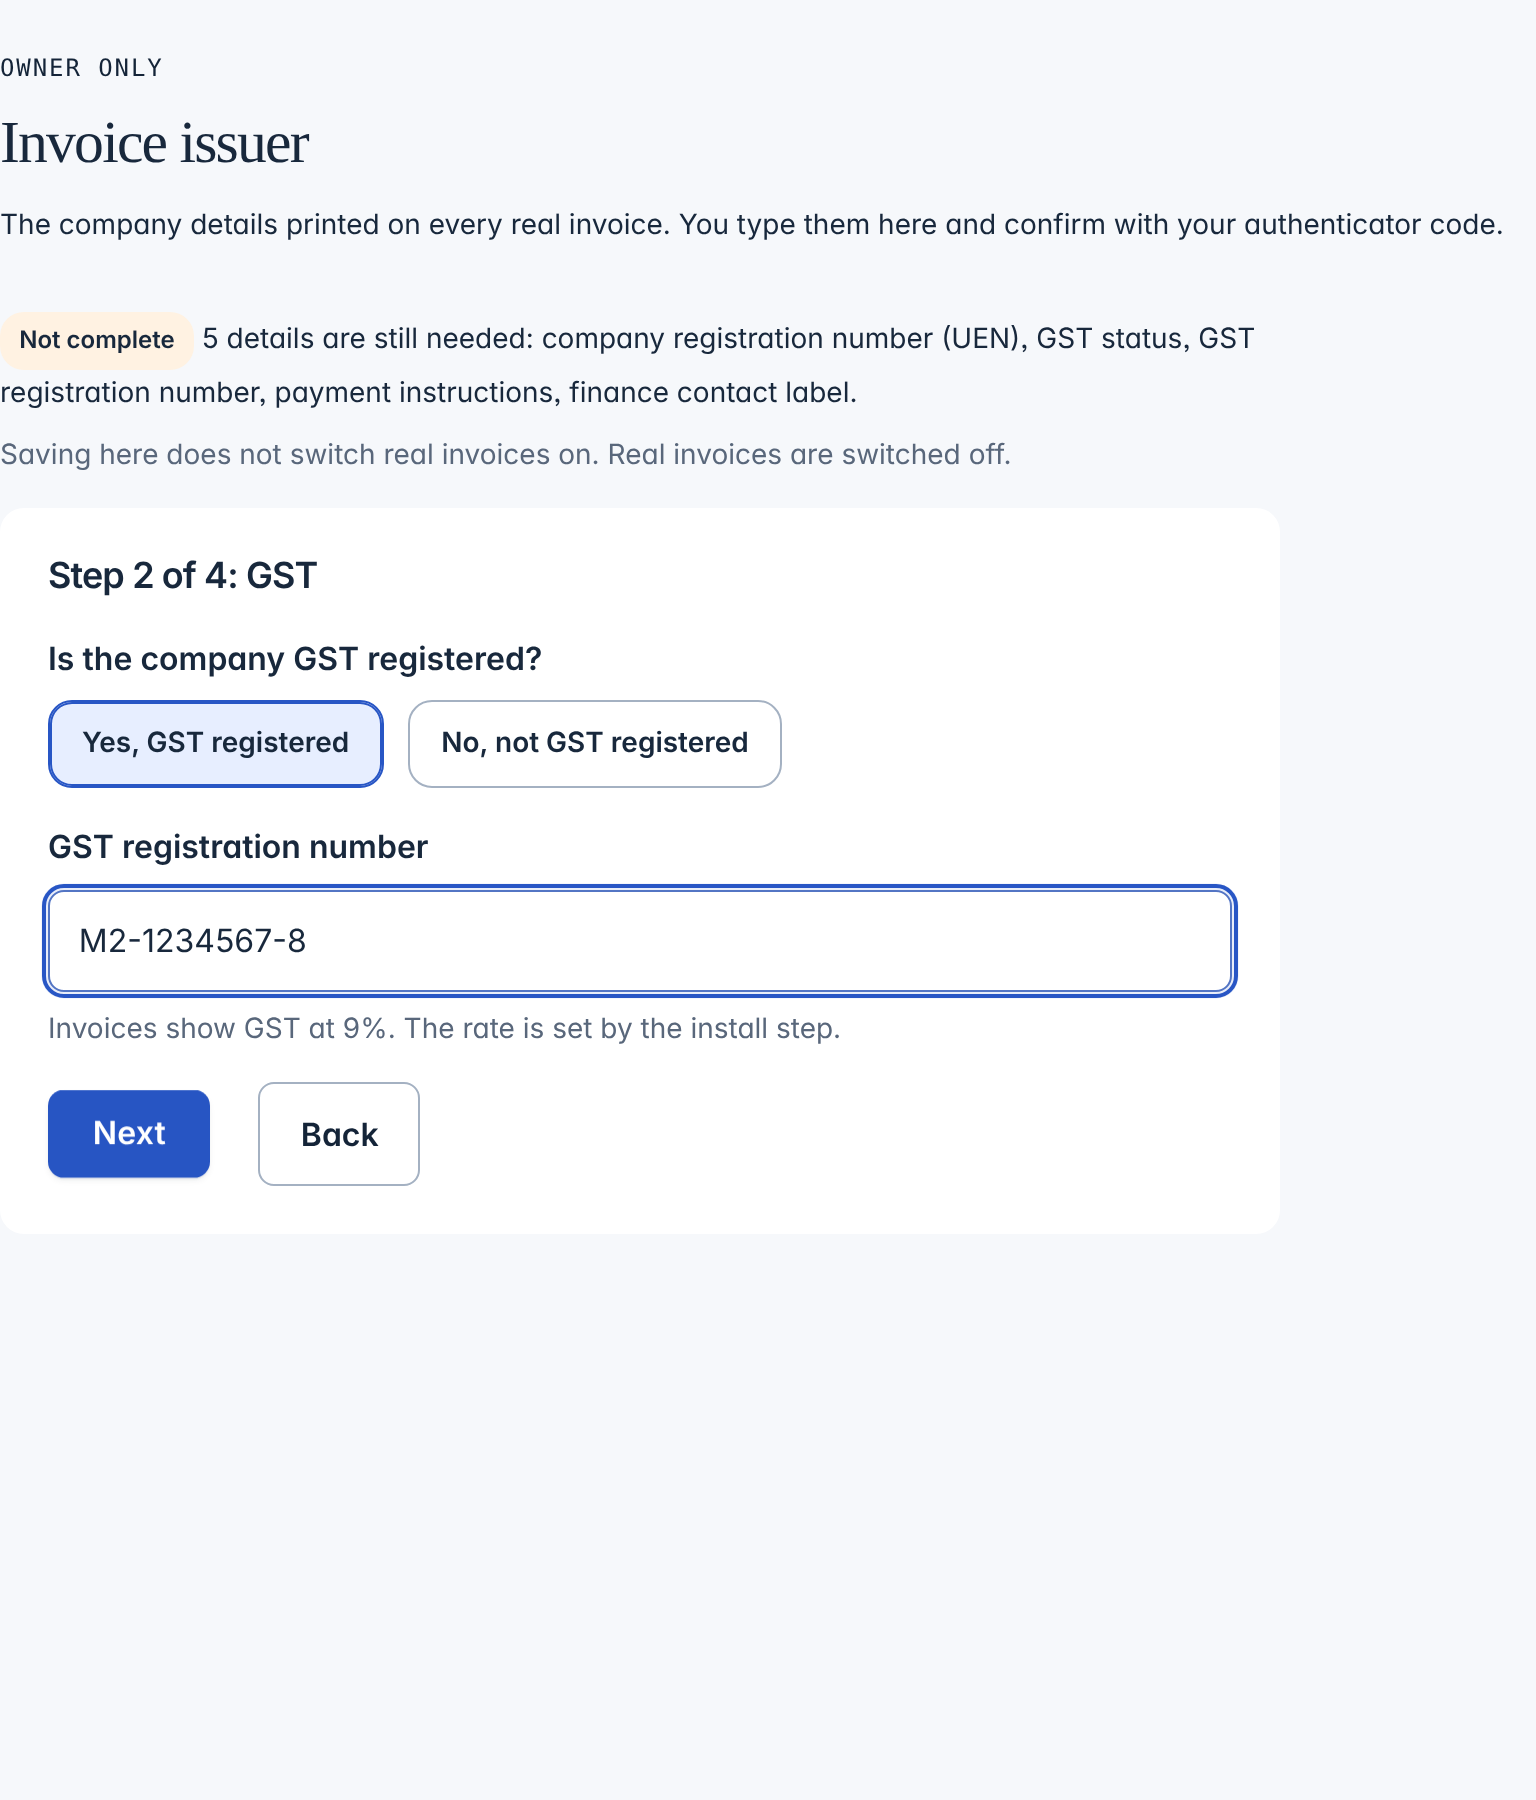 OWNER ONLY
Invoice issuer
The company details printed on every real invoice. You type them here and confirm with your authenticator code.
Not complete 5 details are still needed: company registration number (UEN), GST status, GST
registration number, payment instructions, finance contact label.
Saving here does not switch real invoices on. Real invoices are switched off.
Step 2 of 4: GST
Is the company GST registered?
Yes, GST registered No, not GST registered
GST registration number
M2-1234567-8
Invoices show GST at 9%. The rate is set by the install step.
Next Back